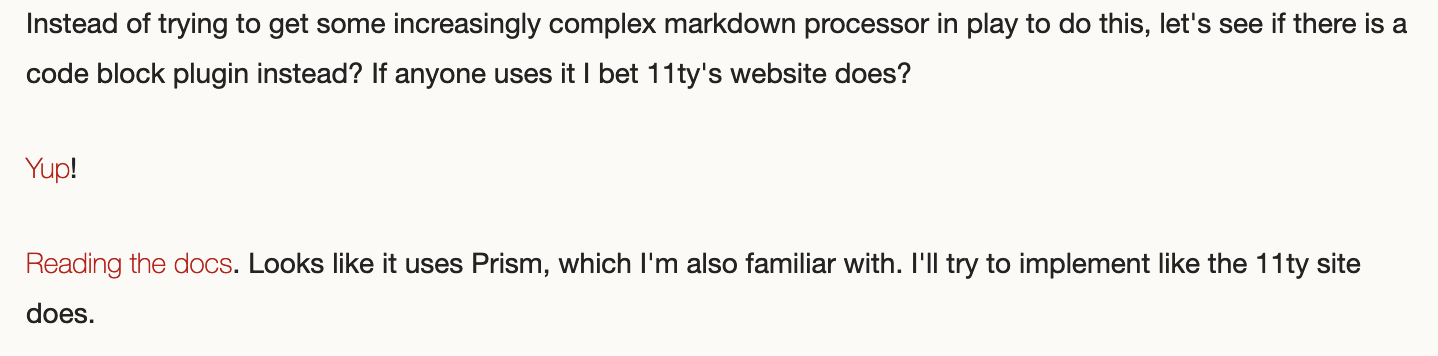 Instead of trying to get some increasingly complex markdown processor in play to do this, let's see if there is a
code block plugin instead? If anyone uses it I bet 11ty's website does?
Yup!
Reading the docs. Looks like it uses Prism, which I'm also familiar with. I'll try to implement like the 11ty site
does.